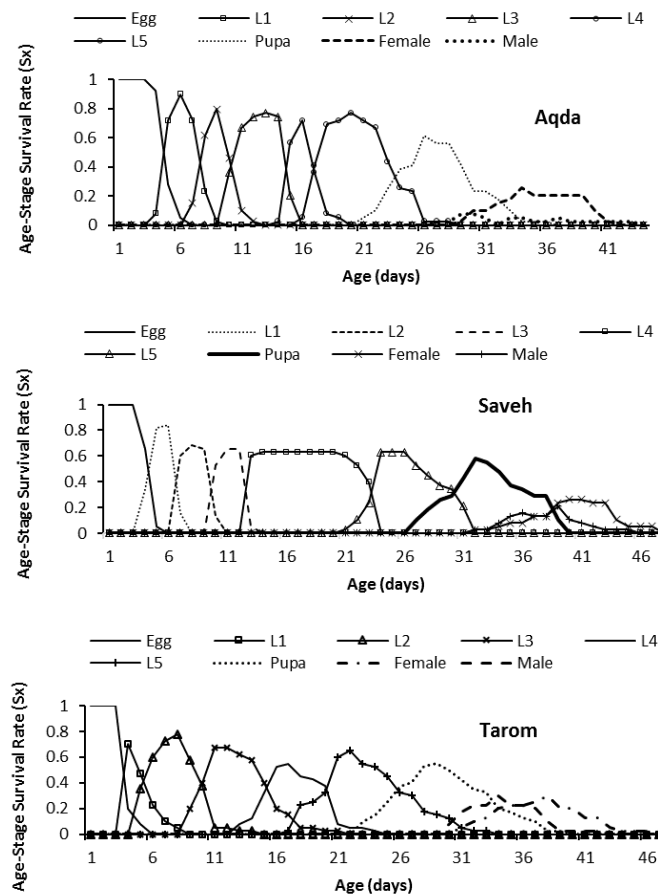 Egg L1 L2 L3 L4
L5 Pupa Female Male
Age-Stage Survival Rate (Sx)
1
0.8
0.6
0.4
0.2
0
Aqda
1 6 11 16 21 26 31 36 41
Age (days)
Egg L1 L2 L3 L4
L5 Pupa Female Male
Age-Stage Survival Rate (Sx)
1
0.8
0.6
0.4
0.2
0
Saveh
1 6 11 16 21 26 31 36 41 46
Age (days)
Egg L1 L2 L3 L4
L5 Pupa Female Male
Age-Stage Survival Rate (Sx)
1
0.8
0.6
0.4
0.2
0
Tarom
1 6 11 16 21 26 31 36 41 46
Age (days)